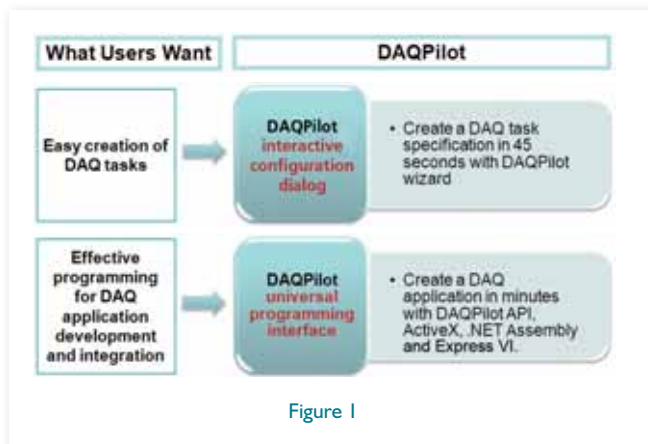 What Users Want
DAQPilot
Easy creation of
DAQ tasks
DAQPilot
interactive
configuration
dialog
• Create a DAQ task
specification in 45
seconds with DAQPilot
wizard
Effective
programming
for DAQ
application
development
and integration
DAQPilot
universal
programming
interface
• Create a DAQ
application in minutes
with DAQPilot API,
ActiveX, .NET Assembly
and Express VI.
Figure 1